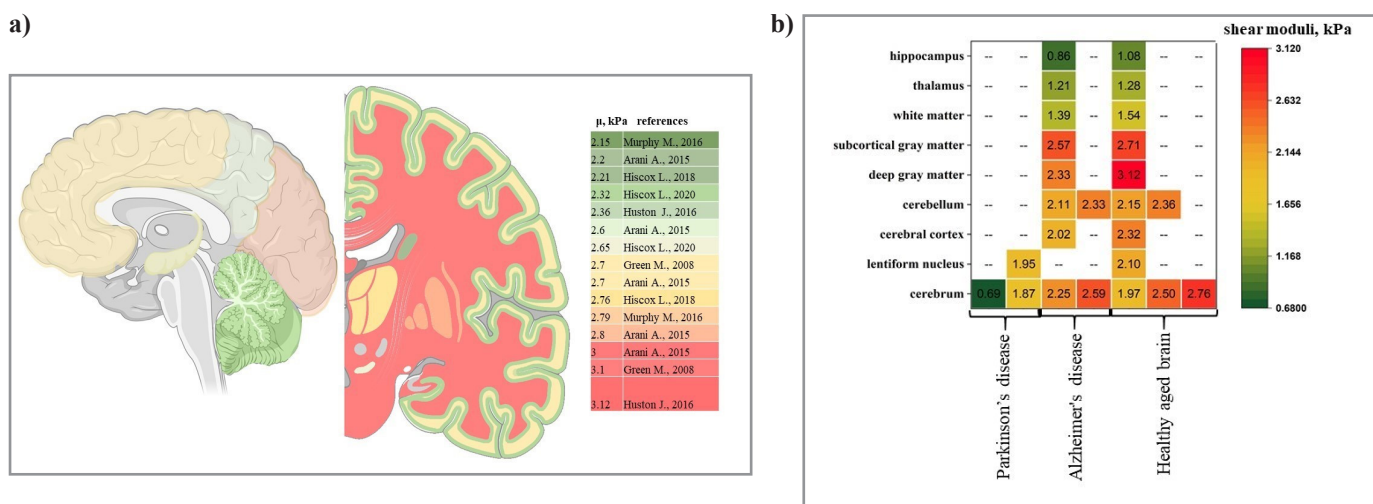 a)
μ, kPa references
2.15 Murphy M., 2016
2.2 Arani A., 2015
2.21 Hiscox L., 2018
2.32 Hiscox L., 2020
2.36 Huston J., 2016
2.6 Arani A., 2015
2.65 Hiscox L., 2020
2.7 Green M., 2008
2.7 Arani A., 2015
2.76 Hiscox L., 2018
2.79 Murphy M., 2016
2.8 Arani A., 2015
3 Arani A., 2015
3.1 Green M., 2008
3.12 Huston J., 2016
b)
shear moduli, kPa
hippocampus -- -- 0.86 -- 1.08 -- --
thalamus -- -- 1.21 -- 1.28 -- --
white matter -- -- 1.39 -- 1.54 -- --
subcortical gray matter -- -- 2.57 -- 2.71 -- --
deep gray matter -- -- 2.33 -- 3.12 -- --
cerebellum -- -- 2.11 2.33 2.15 2.36 --
cerebral cortex -- -- 2.02 -- 2.32 -- --
lentiform nucleus -- 1.95 -- -- 2.10 -- --
cerebrum 0.69 1.87 2.25 2.59 1.97 2.50 2.76
3.120
2.632
2.144
1.656
1.168
0.6800
Parkinson's disease
Alzheimer's disease
Healthy aged brain